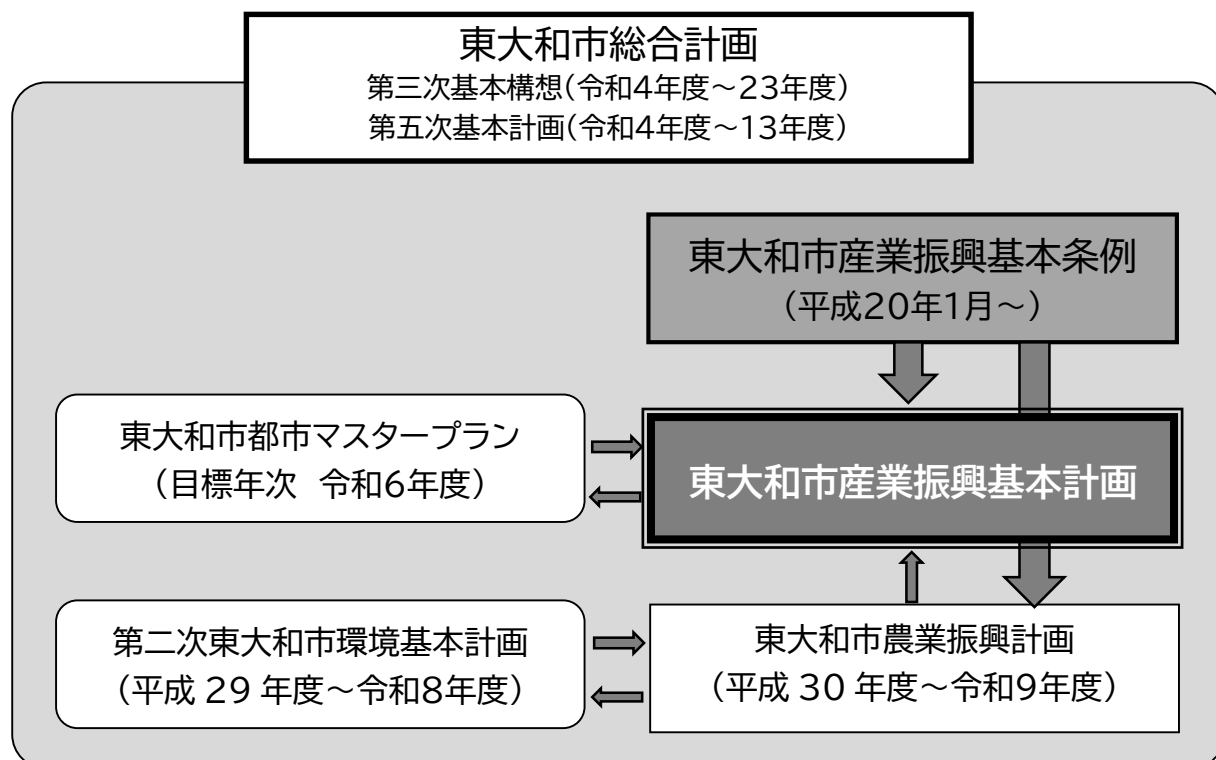 東大和市総合計画
第三次基本構想(令和4年度～23年度)
第五次基本計画(令和4年度～13年度)
東大和市産業振興基本条例
(平成20年1月～)
東大和市都市マスタープラン
(目標年次　令和6年度)
東大和市産業振興基本計画
第二次東大和市環境基本計画
(平成 29 年度～令和8年度)
東大和市農業振興計画
(平成 30 年度～令和9年度)